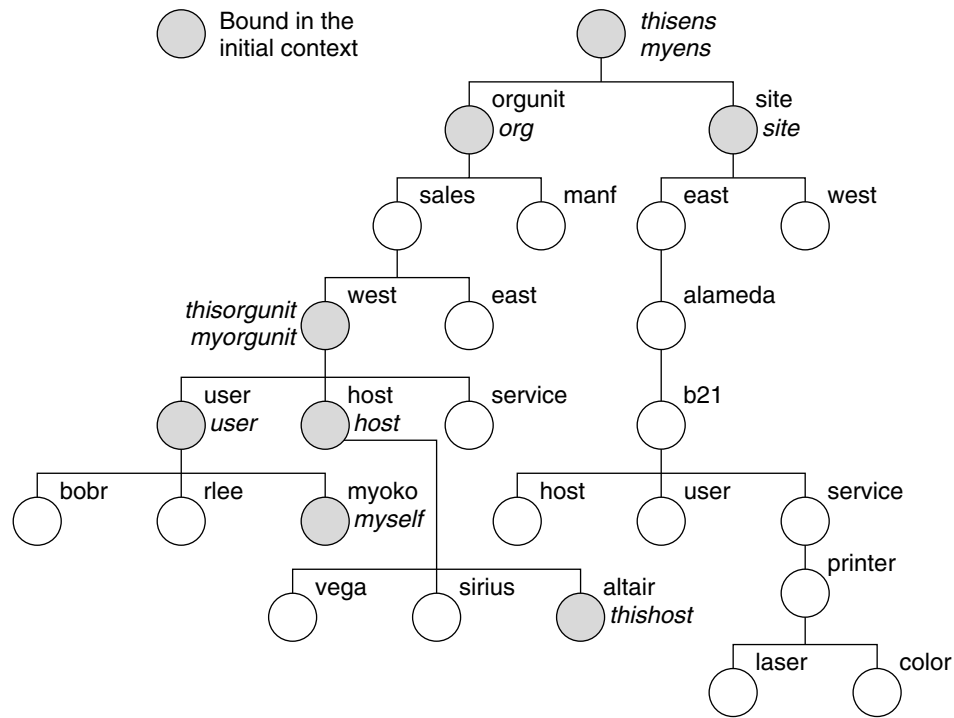 Bound in the
initial context
thisens
myens
orgunit
org
site
site
sales
manf
east
west
west
east
alameda
thisorgunit
myorgunit
user
user
host
host
service
b21
bobr
rlee
myoko
myself
host
user
service
vega
sirius
altair
thishost
printer
laser
color